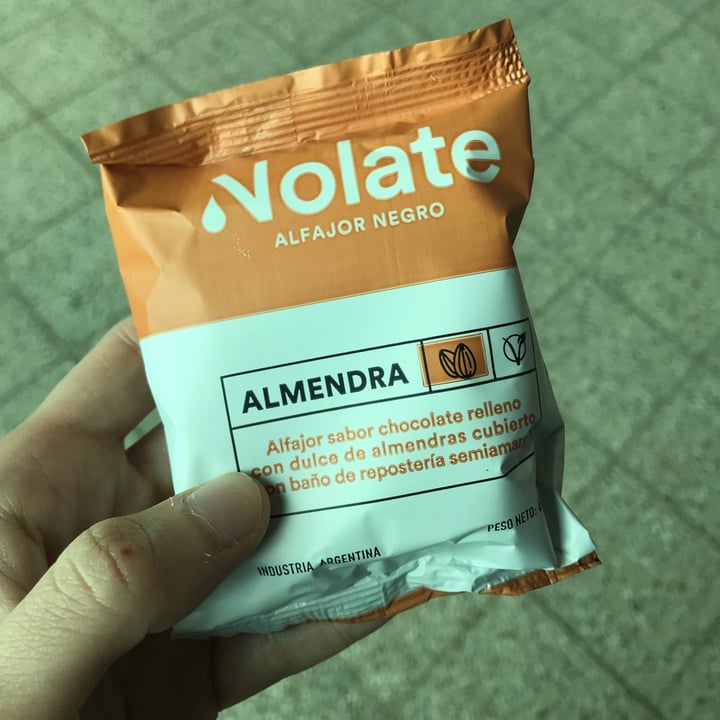 Nolate
ALFAJOR NEGRO
ALMENDRA
Alfajor sabor chocolate relleno
con dulce de almendras cubierto
con baño de repostería
INDUSTRIA ARGENTINA
PESO NETO: